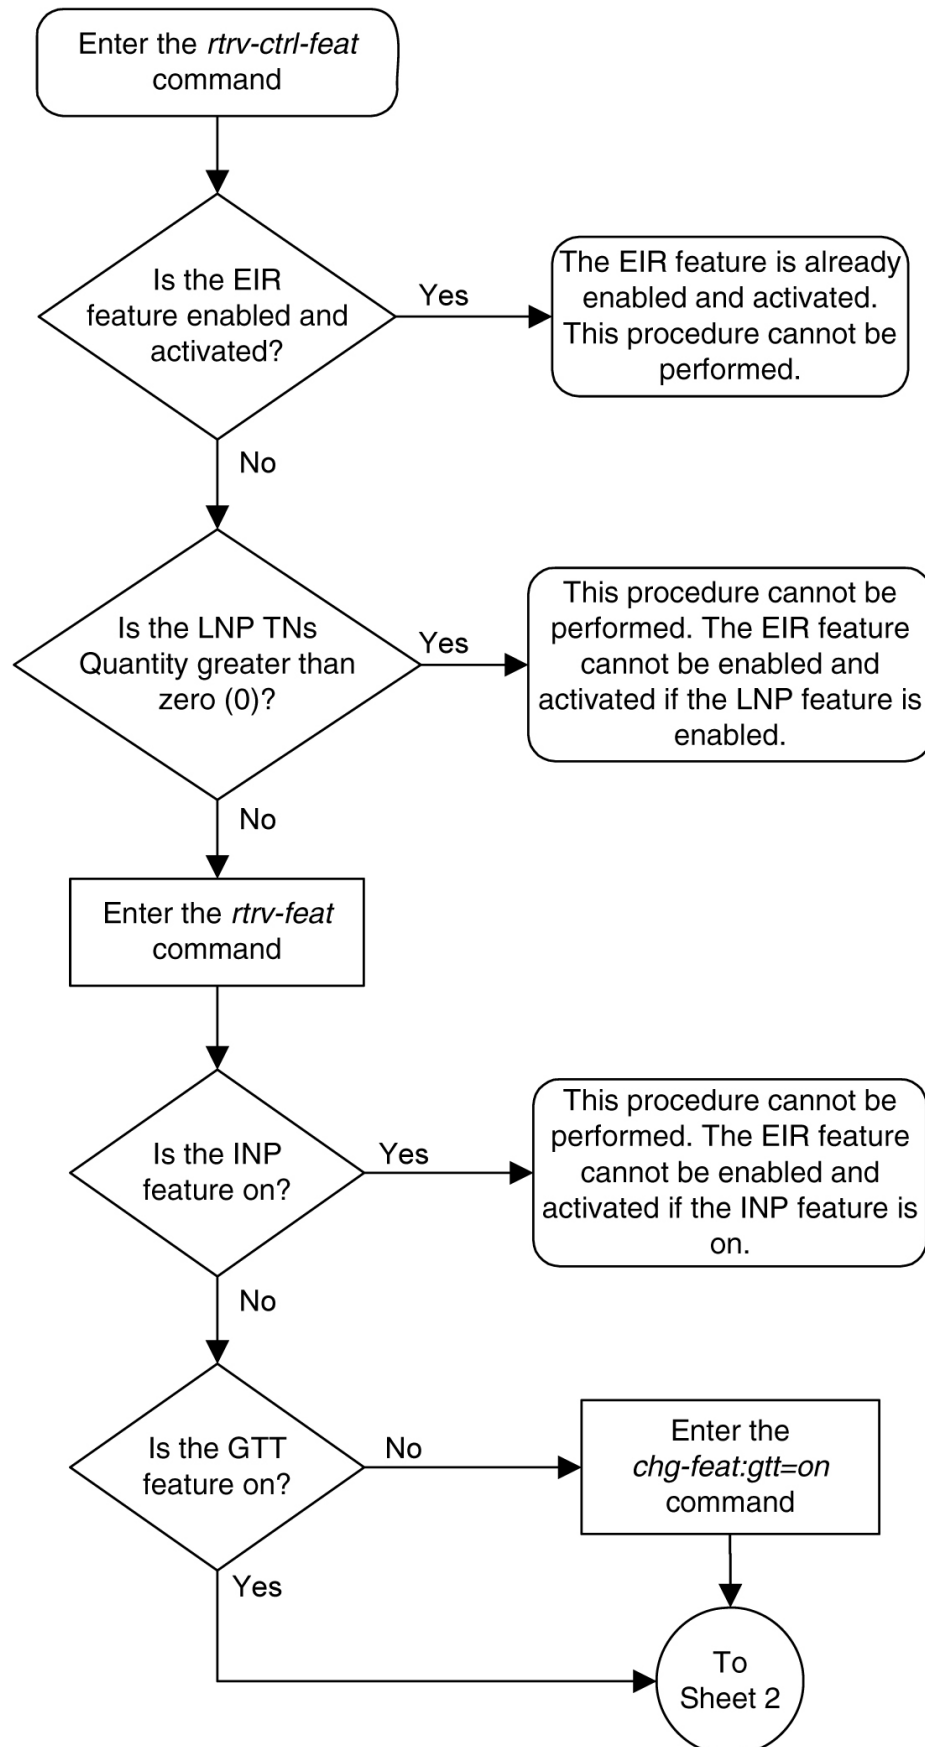 Enter the rtrv-ctrl-feat
command
Is the EIR
feature enabled and
activated?
Yes
The EIR feature is already
enabled and activated.
This procedure cannot be
performed.
No
Is the LNP TNs
Quantity greater than
zero (0)?
Yes
This procedure cannot be
performed. The EIR feature
cannot be enabled and
activated if the LNP feature is
enabled.
No
Enter the rtrv-feat
command
Is the INP
feature on?
Yes
This procedure cannot be
performed. The EIR feature
cannot be enabled and
activated if the INP feature is
on.
No
Is the GTT
feature on?
No
Enter the
chg-feat:gtt=on
command
Yes
To
Sheet 2